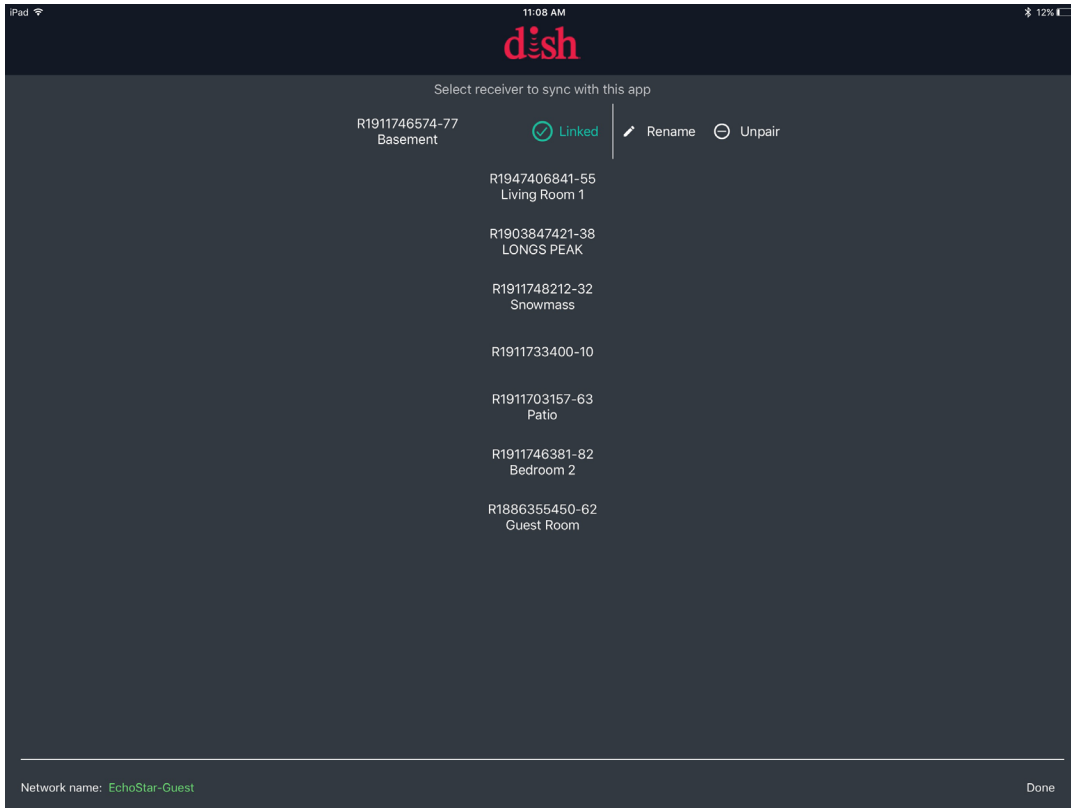 iPad 11:08 AM 12%
dish
Select receiver to sync with this app
R1911746574-77
Basement
Linked Rename Unpair
R1947406841-55
Living Room 1
R1903847421-38
LONGS PEAK
R1911748212-32
Snowmass
R1911733400-10
R1911703157-63
Patio
R1911746381-82
Bedroom 2
R1886355450-62
Guest Room
Network name: EchoStar-Guest Done